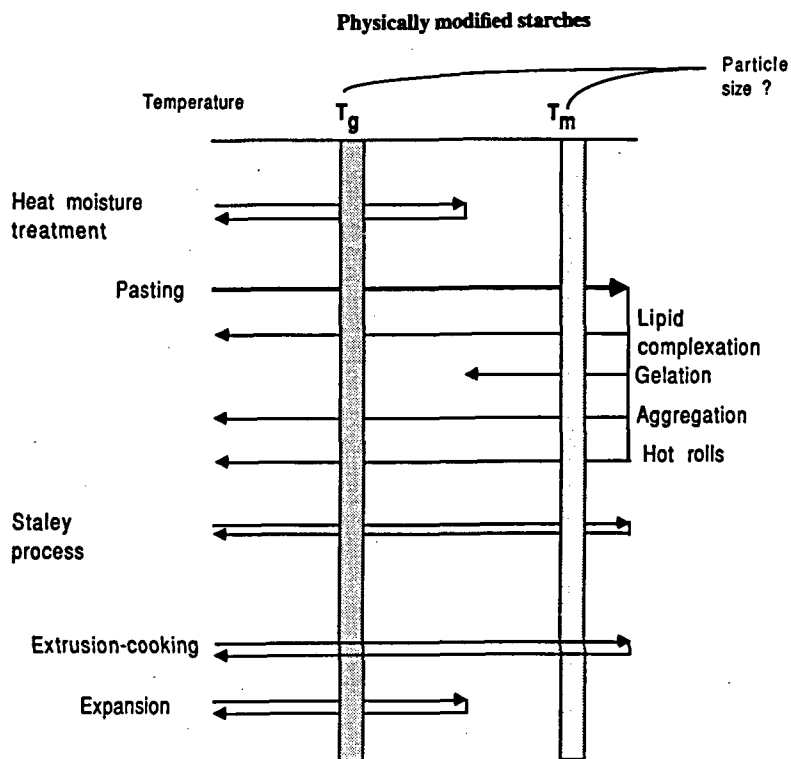 Physically modified starches
Particle
size ?
Temperature
Tg
Tm
Heat moisture
treatment
Pasting
Lipid
complexation
Gelation
Aggregation
Hot rolls
Staley
process
Extrusion-cooking
Expansion